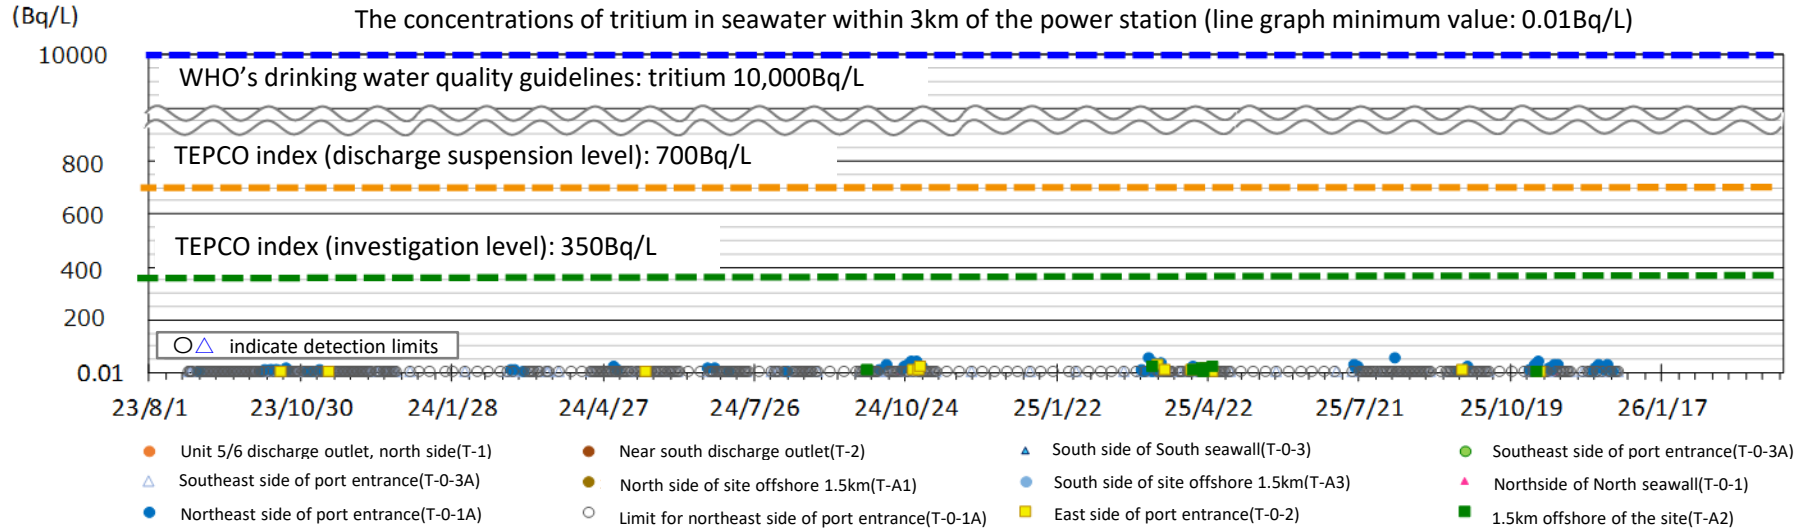 (Bq/L)
The concentrations of tritium in seawater within 3km of the power station (line graph minimum value: 0.01Bq/L)
10000
WHO's drinking water quality guidelines: tritium 10,000Bq/L
TEPCO index (discharge suspension level): 700Bq/L
800
600
TEPCO index (investigation level): 350Bq/L
400
200
○△ indicate detection limits
0.01
23/8/1 23/10/30 24/1/28 24/4/27 24/7/26 24/10/24 25/1/22 25/4/22 25/7/21 25/10/19 26/1/17
Unit 5/6 discharge outlet, north side(T-1) Near south discharge outlet(T-2) South side of South seawall(T-0-3) Southeast side of port entrance(T-0-3A)
Southeast side of port entrance(T-0-3A) North side of site offshore 1.5km(T-A1) South side of site offshore 1.5km(T-A3) Northside of North seawall(T-0-1)
Northeast side of port entrance(T-0-1A) Limit for northeast side of port entrance(T-0-1A) East side of port entrance(T-0-2) 1.5km offshore of the site(T-A2)